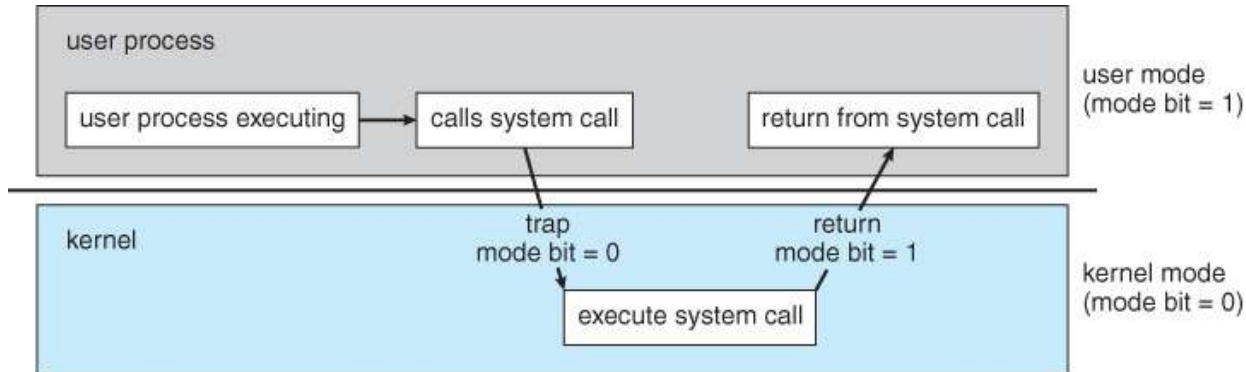 user process
user process executing
calls system call
return from system call
user mode
(mode bit = 1)
kernel
trap
mode bit = 0
return
mode bit = 1
kernel mode
(mode bit = 0)
execute system call